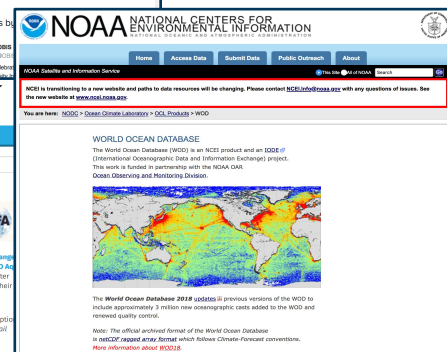 s by
NOAA
NATIONAL CENTERS FOR
ENVIRONMENTAL INFORMATION
NATIONAL OCEANIC AND ATMOSPHERIC ADMINISTRATION
Home Access Data Submit Data Public Outreach About
NOAA Satellite and Information Service
This Site All of NOAA Search Go
NCEI is transitioning to a new website and paths to data resources will be changing. Please contact NCEI.Info@noaa.gov with any questions of issues. See
the new website at www.ncei.noaa.gov.
You are here: NODC > Ocean Climate Laboratory > OCL Products > WOD
WORLD OCEAN DATABASE
The World Ocean Database (WOD) is an NCEI product and an IODE
(International Oceanographic Data and Information Exchange) project.
This work is funded in partnership with the NOAA OAR
Ocean Observing and Monitoring Division.
The World Ocean Database 2018 updates previous versions of the WOD to
include approximately 3 million new oceanographic casts added to the WOD and
renewed quality control.
Note: The official archived format of the World Ocean Database
is netCDF ragged array format which follows Climate-Forecast conventions.
More information about WOD18.